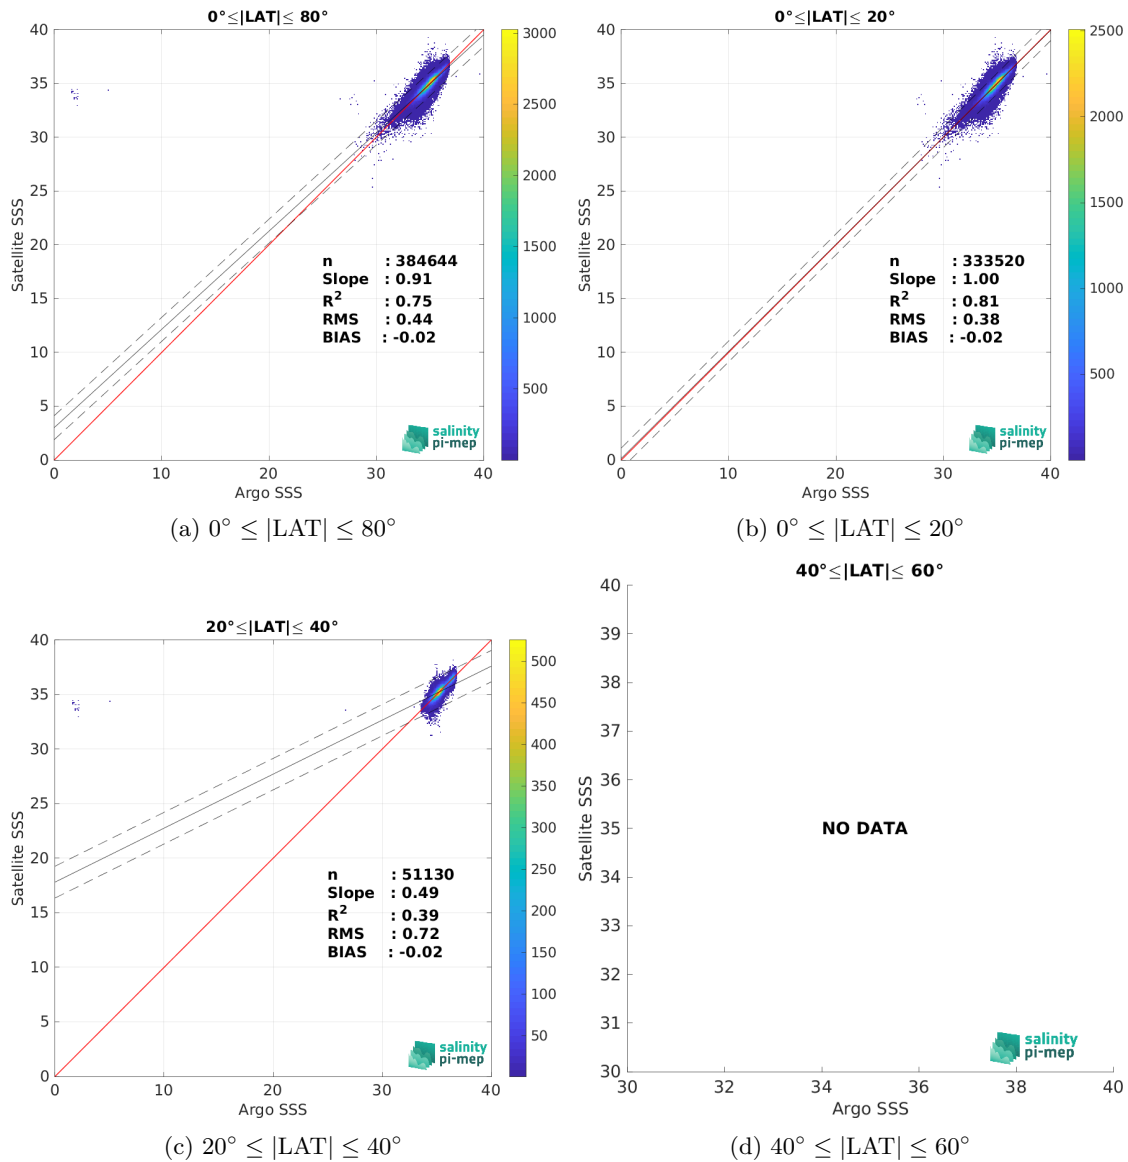 0°≤|LAT|≤ 80°
40
35
30
25
20
15
10
5
0
Satellite SSS
n : 384644
Slope : 0.91
R² : 0.75
RMS : 0.44
BIAS : -0.02
salinity
pi-mep
0 10 20 30 40
Argo SSS
3000
2500
2000
1500
1000
500
(a) 0° ≤ |LAT| ≤ 80°
0°≤|LAT|≤ 20°
40
35
30
25
20
15
10
5
0
Satellite SSS
n : 333520
Slope : 1.00
R² : 0.81
RMS : 0.38
BIAS : -0.02
salinity
pi-mep
0 10 20 30 40
Argo SSS
2500
2000
1500
1000
500
(b) 0° ≤ |LAT| ≤ 20°
20°≤|LAT|≤ 40°
40
35
30
25
20
15
10
5
0
Satellite SSS
n : 51130
Slope : 0.49
R² : 0.39
RMS : 0.72
BIAS : -0.02
salinity
pi-mep
0 10 20 30 40
Argo SSS
500
450
400
350
300
250
200
150
100
50
(c) 20° ≤ |LAT| ≤ 40°
40°≤|LAT|≤ 60°
40
39
38
37
36
35
34
33
32
31
30
Satellite SSS
NO DATA
salinity
pi-mep
30 32 34 36 38 40
Argo SSS
(d) 40° ≤ |LAT| ≤ 60°